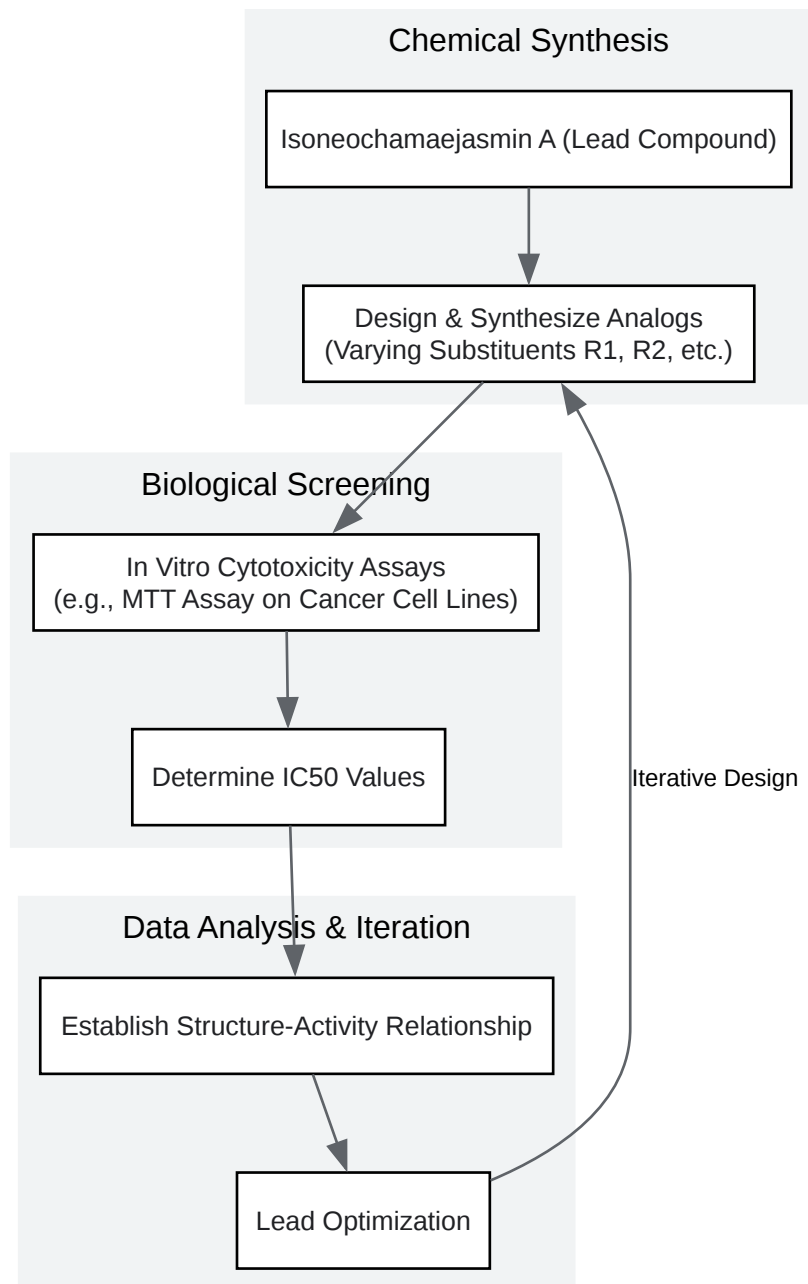 Chemical Synthesis
Isoneochamaejasmin A (Lead Compound)
Design & Synthesize Analogs
(Varying Substituents R1, R2, etc.)
Biological Screening
In Vitro Cytotoxicity Assays
(e.g., MTT Assay on Cancer Cell Lines)
Determine IC50 Values
Iterative Design
Data Analysis & Iteration
Establish Structure-Activity Relationship
Lead Optimization